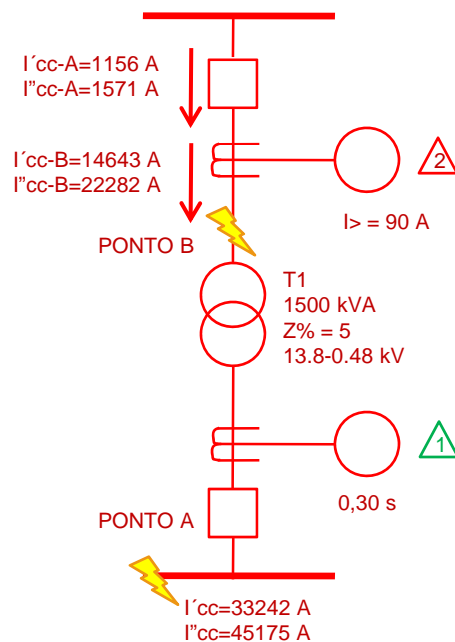 I´cc-A=1156 A
I”cc-A=1571 A
I´cc-B=14643 A
I”cc-B=22282 A
2
I> = 90 A
PONTO B
T1
1500 kVA
Z% = 5
13.8-0.48 kV
1
0,30 s
PONTO A
I´cc=33242 A
I”cc=45175 A